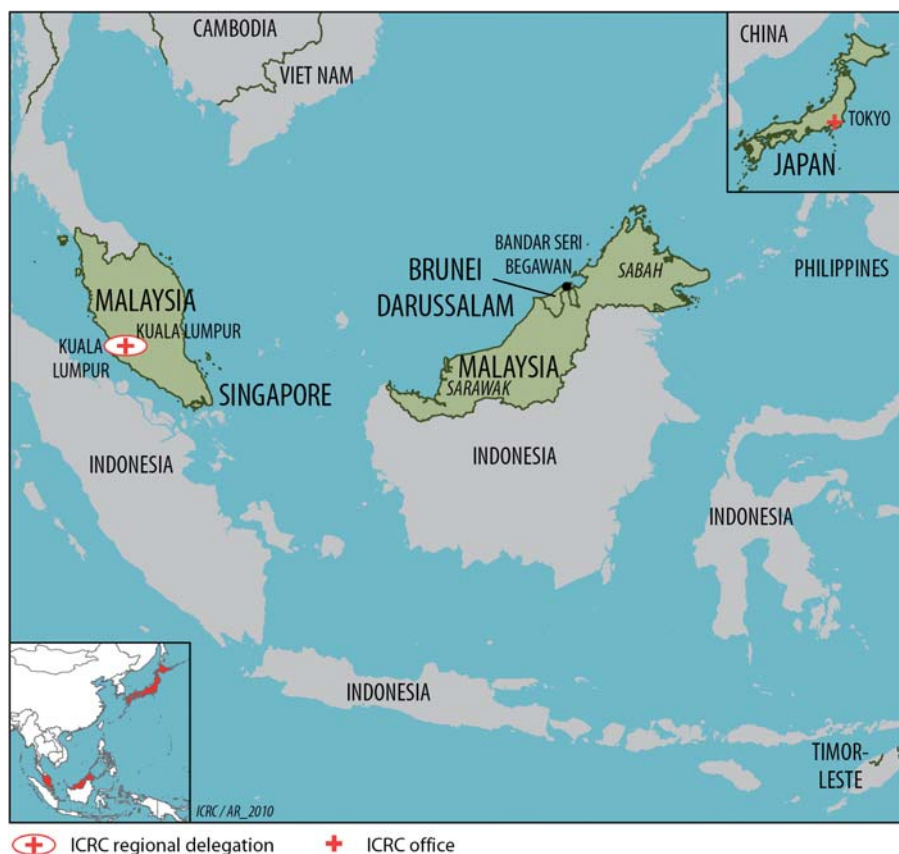 CAMBODIA
VIET NAM
CHINA
TOKYO
JAPAN
BANDAR SERI
BEGAWAN
SABAH
PHILIPPINES
BRUNEI
DARUSSALAM
MALAYSIA
KUALA LUMPUR
KUALA
LUMPUR
MALAYSIA
SARAWAK
SINGAPORE
INDONESIA
INDONESIA
INDONESIA
INDONESIA
TIMOR-
LESTE
ICRC / AR_2010
ICRC regional delegation
ICRC office